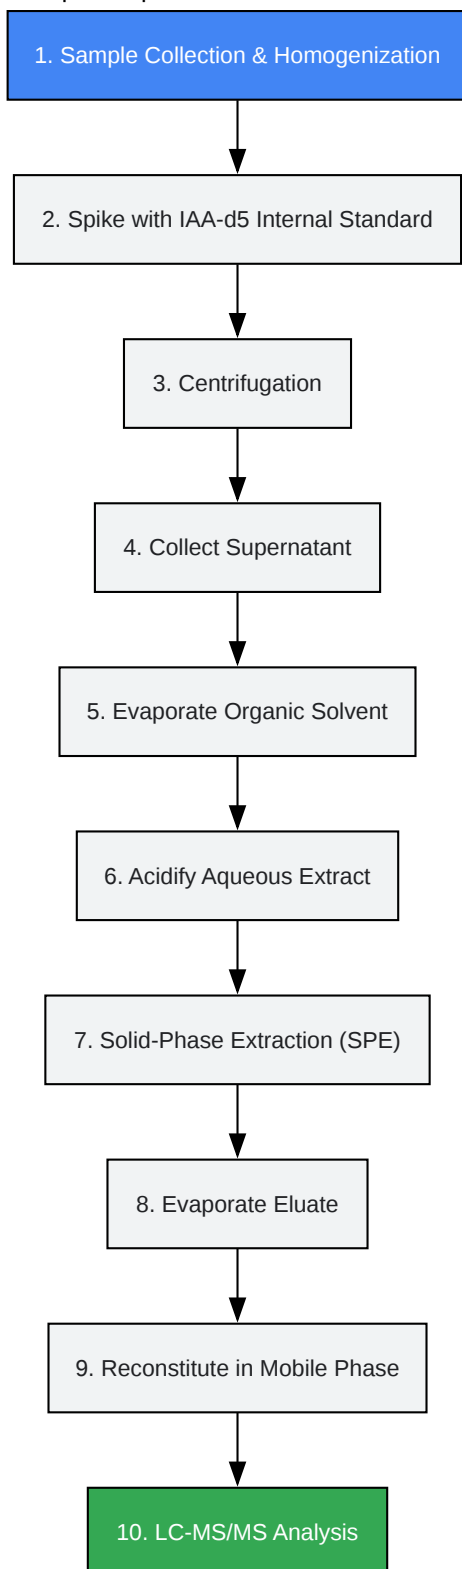 1. Sample Collection & Homogenization
2. Spike with IAA-d5 Internal Standard
3. Centrifugation
4. Collect Supernatant
5. Evaporate Organic Solvent
6. Acidify Aqueous Extract
7. Solid-Phase Extraction (SPE)
8. Evaporate Eluate
9. Reconstitute in Mobile Phase
10. LC-MS/MS Analysis